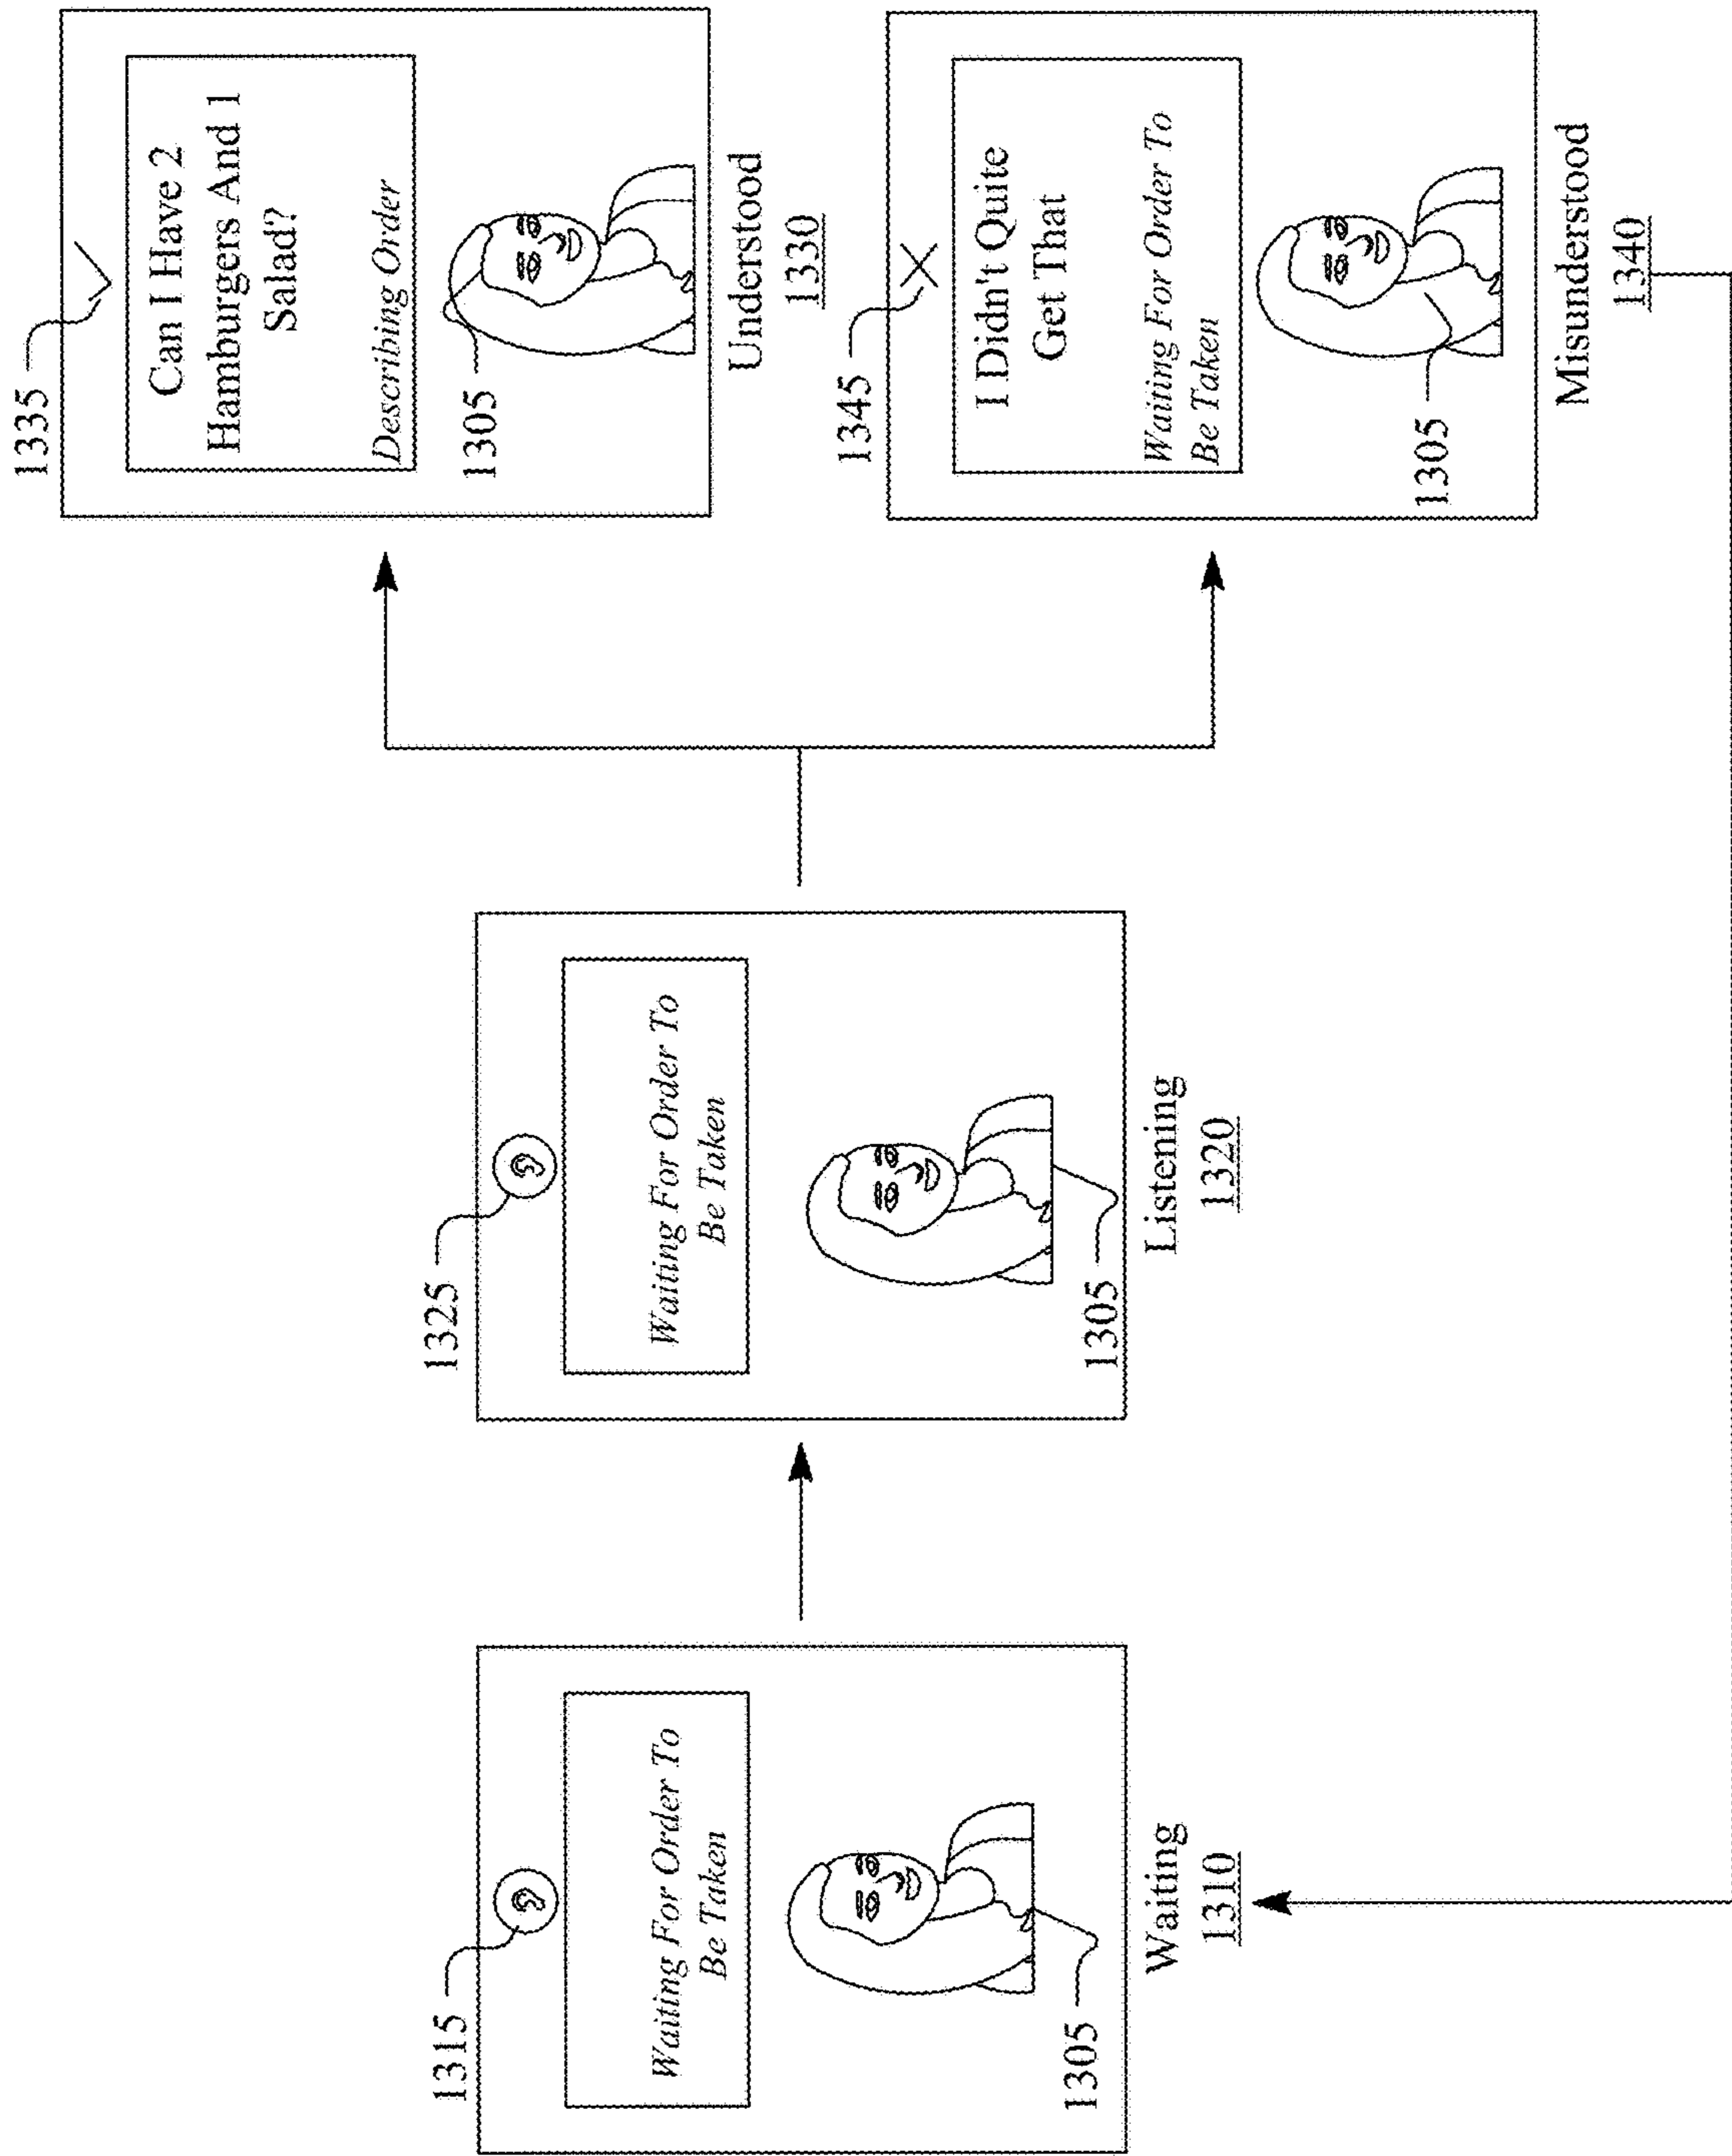 1315
Waiting For Order To
Be Taken
1305
Waiting
1310
1325
Waiting For Order To
Be Taken
1305
Listening
1320
1335
Can I Have 2
Hamburgers And 1
Salad?
Describing Order
1305
Understood
1330
1345
I Didn't Quite
Get That
Waiting For Order To
Be Taken
1305
Misunderstood
1340